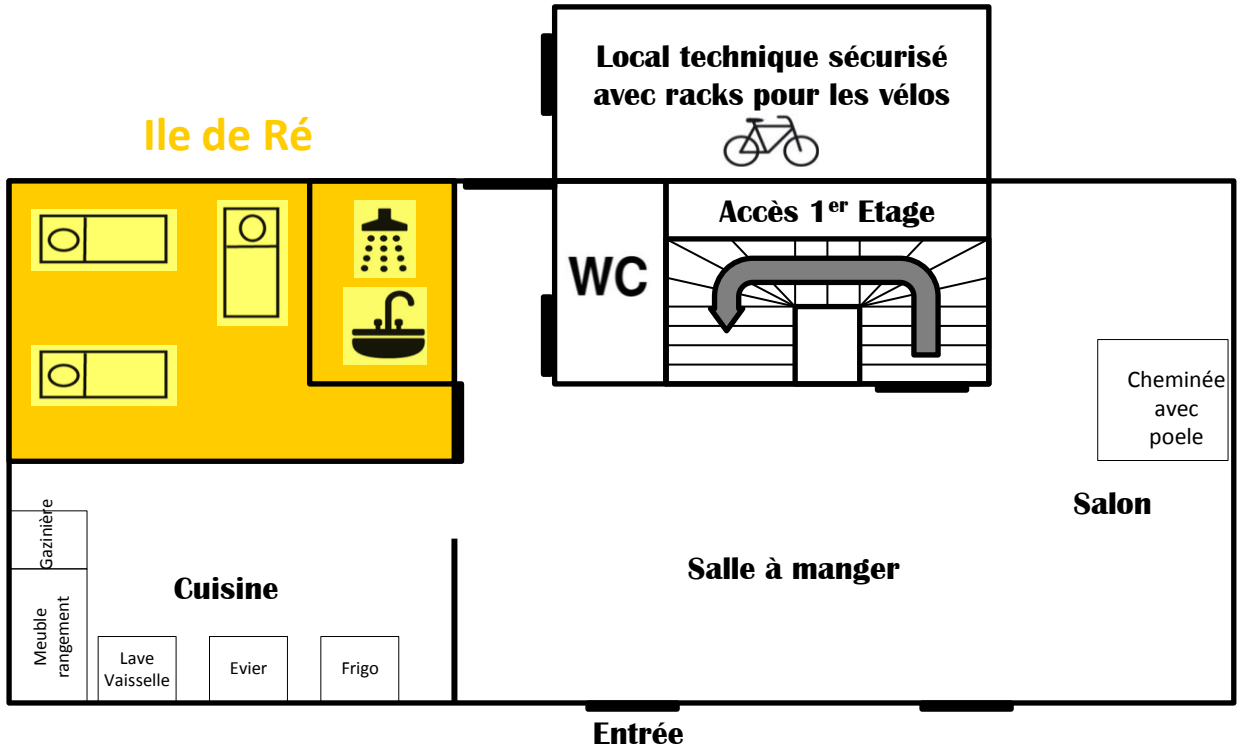 Local technique sécurisé
avec racks pour les vélos
Ile de Ré
Accès 1er Etage
WC
Cheminée
avec
poele
Salon
Gazinière
Salle à manger
Cuisine
Meuble
rangement
Lave
Vaisselle
Evier
Frigo
Entrée